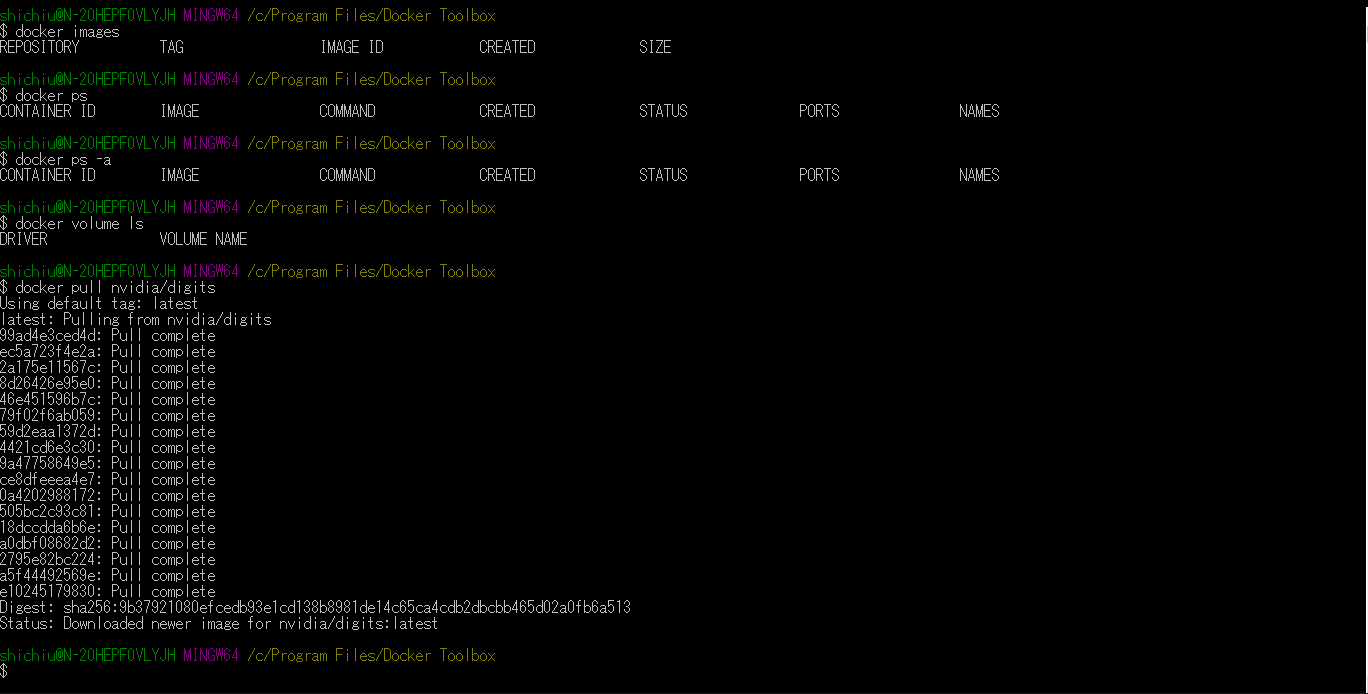 shichiu@N-20HEPF0VLYJH MINGW64 /c/Program Files/Docker Toolbox
$ docker images
REPOSITORY          TAG                 IMAGE ID            CREATED             SIZE
shichiu@N-20HEPF0VLYJH MINGW64 /c/Program Files/Docker Toolbox
$ docker ps
CONTAINER ID        IMAGE               COMMAND             CREATED             STATUS              PORTS               NAMES
shichiu@N-20HEPF0VLYJH MINGW64 /c/Program Files/Docker Toolbox
$ docker ps -a
CONTAINER ID        IMAGE               COMMAND             CREATED             STATUS              PORTS               NAMES
shichiu@N-20HEPF0VLYJH MINGW64 /c/Program Files/Docker Toolbox
$ docker volume ls
DRIVER              VOLUME NAME
shichiu@N-20HEPF0VLYJH MINGW64 /c/Program Files/Docker Toolbox
$ docker pull nvidia/digits
Using default tag: latest
latest: Pulling from nvidia/digits
99ad4e3ced4d: Pull complete
ec5a723f4e2a: Pull complete
2a175e11567c: Pull complete
8d26426e95e0: Pull complete
46e451596b7c: Pull complete
79f02f6ab059: Pull complete
59d2eaa1372d: Pull complete
4421cd6e3c30: Pull complete
9a47758649e5: Pull complete
ce8dfeeea4e7: Pull complete
0a4202988172: Pull complete
505bc2c93c81: Pull complete
18dccdda6b6e: Pull complete
a0dbf08682d2: Pull complete
2795e82bc224: Pull complete
a5f44492569e: Pull complete
e10245179830: Pull complete
Digest: sha256:9b37921080efcedb93e1cd138b8981de14c65ca4cdb2dbcbb465d02a0fb6a513
Status: Downloaded newer image for nvidia/digits:latest
shichiu@N-20HEPF0VLYJH MINGW64 /c/Program Files/Docker Toolbox
$